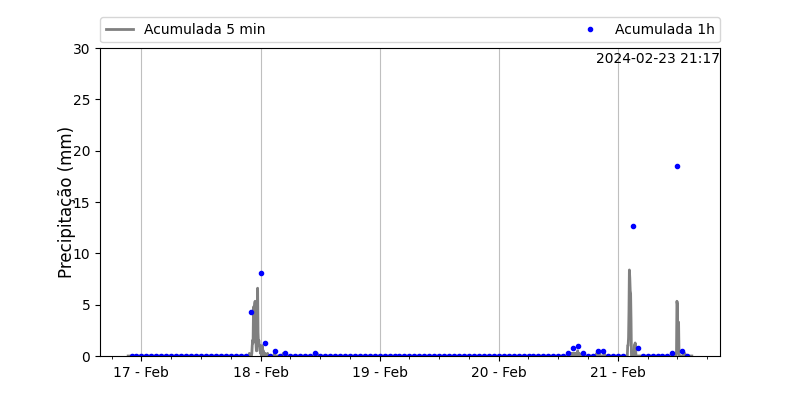 Acumulada 5 min
Acumulada 1h
2024-02-23 21:17
Precipitação (mm)
30
25
20
15
10
5
0
17 - Feb
18 - Feb
19 - Feb
20 - Feb
21 - Feb